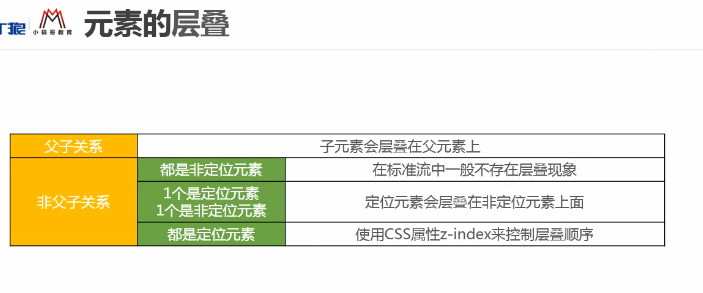 小码哥教育
元素的层叠
父子关系
子元素会层叠在父元素上
非父子关系
都是非定位元素
在标准流中一般不存在层叠现象
1个是定位元素
1个是非定位元素
定位元素会层叠在非定位元素上面
都是定位元素
使用CSS属性z-index来控制层叠顺序